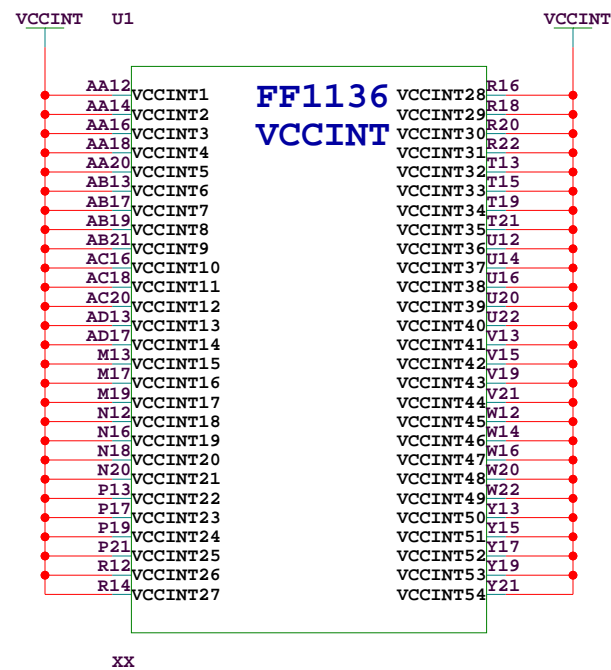 VCCINT U1 VCCINT
FF1136
VCCINT
AA12 VCCINT1 VCCINT28 R16
AA14 VCCINT2 VCCINT29 R18
AA16 VCCINT3 VCCINT30 R20
AA18 VCCINT4 VCCINT31 R22
AA20 VCCINT5 VCCINT32 T13
AB13 VCCINT6 VCCINT33 T15
AB17 VCCINT7 VCCINT34 T19
AB19 VCCINT8 VCCINT35 T21
AB21 VCCINT9 VCCINT36 U12
AC16 VCCINT10 VCCINT37 U14
AC18 VCCINT11 VCCINT38 U16
AC20 VCCINT12 VCCINT39 U20
AD13 VCCINT13 VCCINT40 U22
AD17 VCCINT14 VCCINT41 V13
M13 VCCINT15 VCCINT42 V15
M17 VCCINT16 VCCINT43 V19
M19 VCCINT17 VCCINT44 V21
N12 VCCINT18 VCCINT45 W12
N16 VCCINT19 VCCINT46 W14
N18 VCCINT20 VCCINT47 W16
N20 VCCINT21 VCCINT48 W20
P13 VCCINT22 VCCINT49 W22
P17 VCCINT23 VCCINT50 Y13
P19 VCCINT24 VCCINT51 Y15
P21 VCCINT25 VCCINT52 Y17
R12 VCCINT26 VCCINT53 Y19
R14 VCCINT27 VCCINT54 Y21
XX